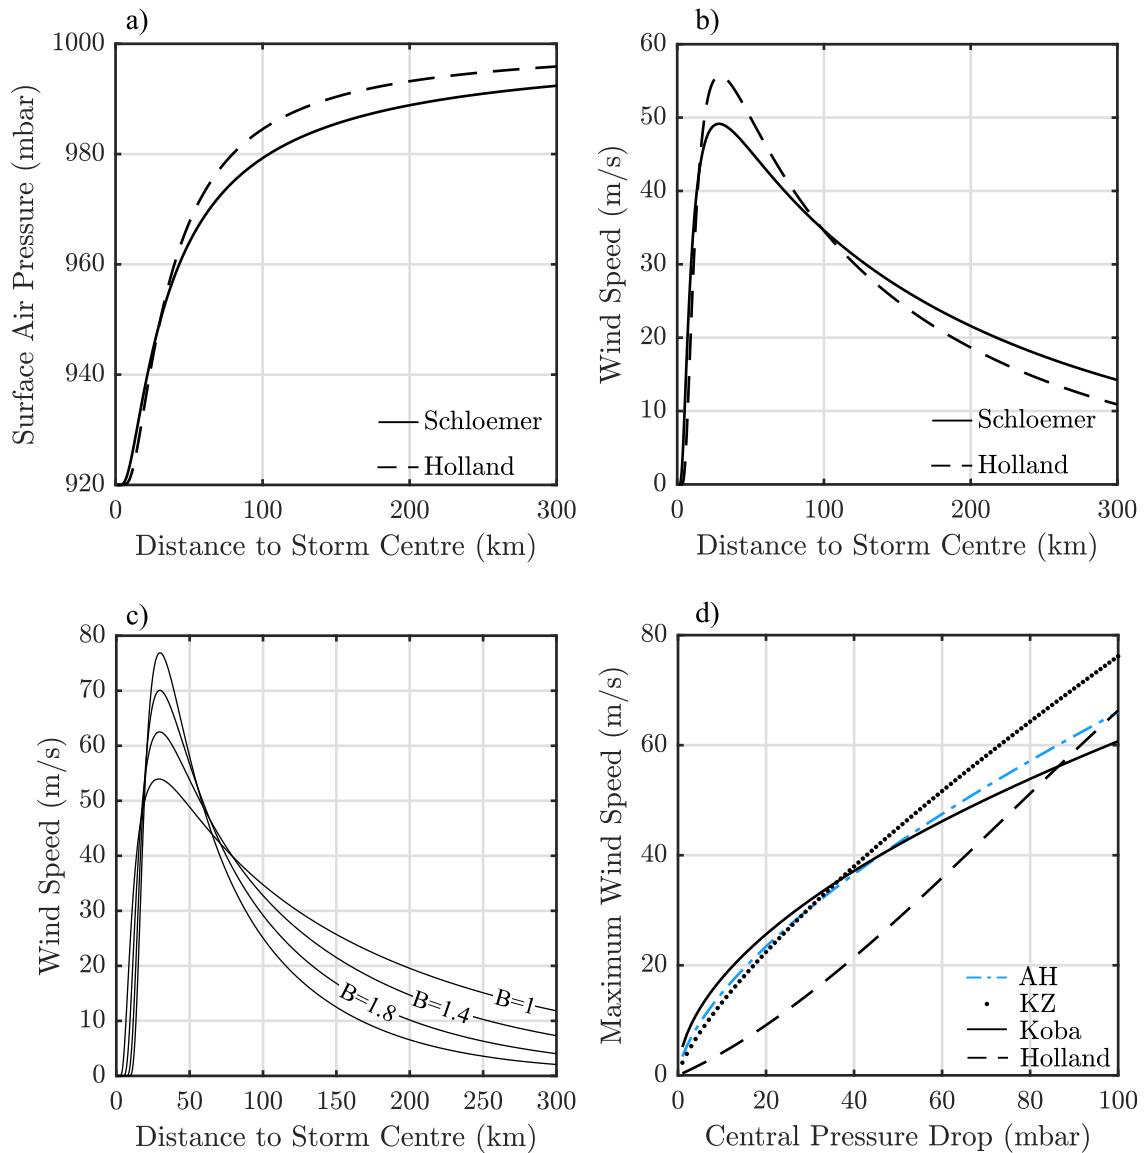 a)
1000
980
960
940
920
Surface Air Pressure (mbar)
Schloemer
Holland
0 100 200 300
Distance to Storm Centre (km)
b)
60
50
40
30
20
10
0
Wind Speed (m/s)
Schloemer
Holland
0 100 200 300
Distance to Storm Centre (km)
c)
80
70
60
50
40
30
20
10
0
Wind Speed (m/s)
B=1.8 B=1.4 B=1
0 50 100 150 200 250 300
Distance to Storm Centre (km)
d)
80
60
40
20
0
Maximum Wind Speed (m/s)
AH
KZ
Koba
Holland
0 20 40 60 80 100
Central Pressure Drop (mbar)